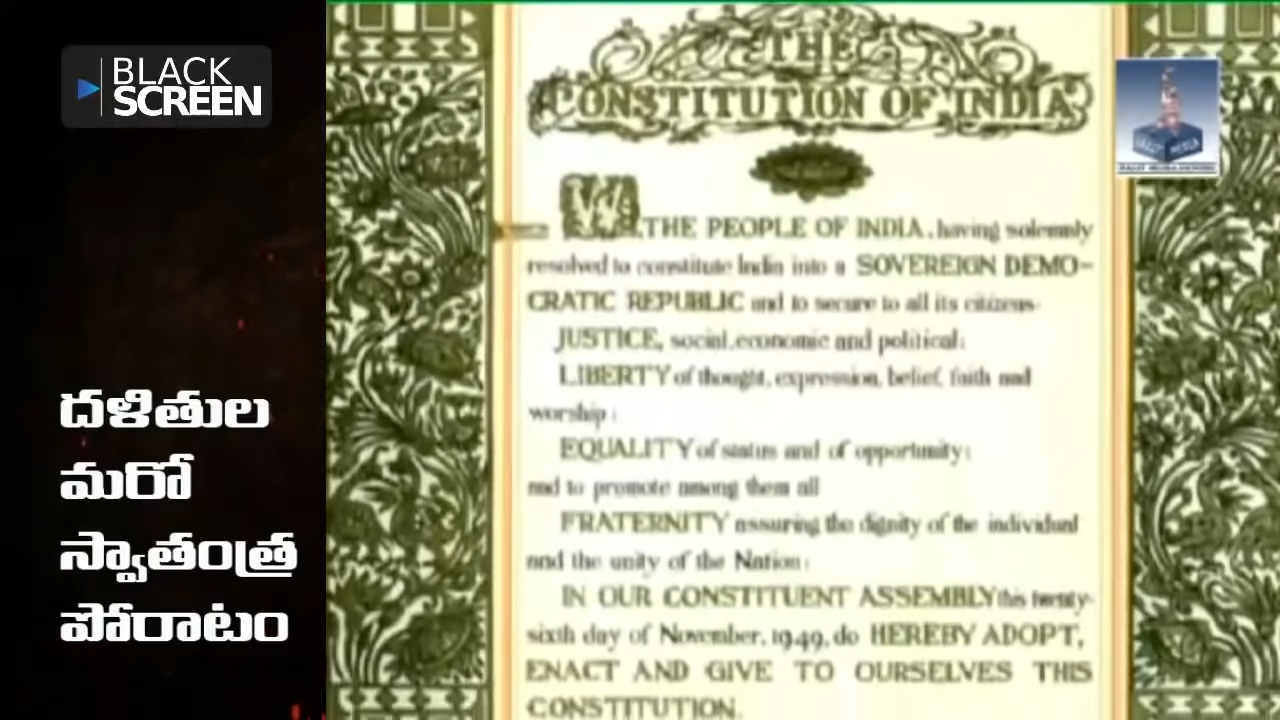 BLACK
SCREEN
దళితుల
మరో
స్వాతంత్ర
పోరాటం
THE
CONSTITUTION OF INDIA
WE, THE PEOPLE OF INDIA, having solemnly
resolved to constitute India into a SOVEREIGN DEMO-
CRATIC REPUBLIC and to secure to all its citizens:
JUSTICE, social, economic and political;
LIBERTY of thought, expression, belief, faith and
worship;
EQUALITY of status and of opportunity;
and to promote among them all
FRATERNITY assuring the dignity of the individual
and the unity of the Nation;
IN OUR CONSTITUENT ASSEMBLY this twenty-
sixth day of November, 1949, do HEREBY ADOPT,
ENACT AND GIVE TO OURSELVES THIS
CONSTITUTION.